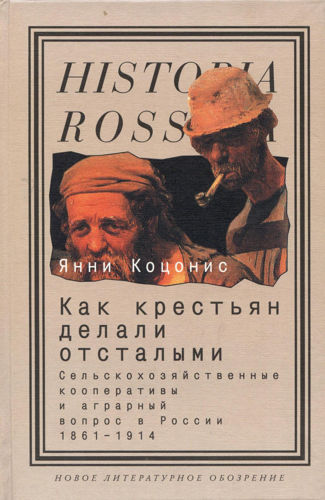 HISTORIA
ROSSICA
Янни Коцонис
Как крестьян
делали
отсталыми
Сельскохозяйственные
кооперативы
и аграрный
вопрос в России
1861–1914
НОВОЕ ЛИТЕРАТУРНОЕ ОБОЗРЕНИЕ